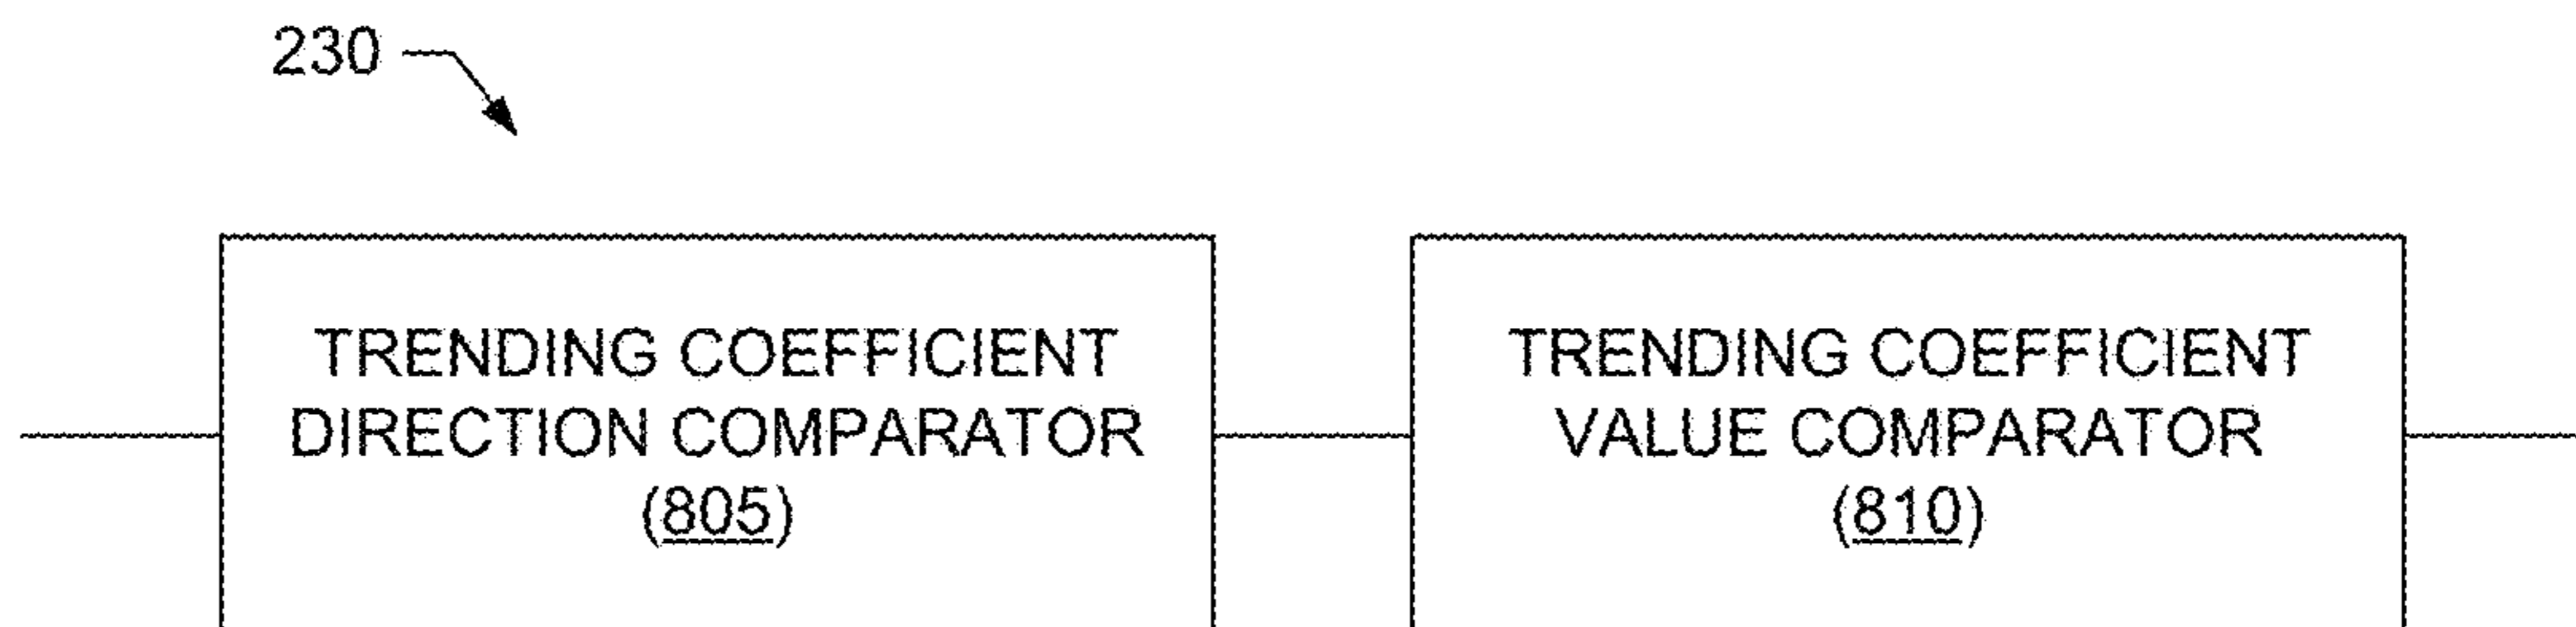 230
TRENDING COEFFICIENT
DIRECTION COMPARATOR
(805)
TRENDING COEFFICIENT
VALUE COMPARATOR
(810)